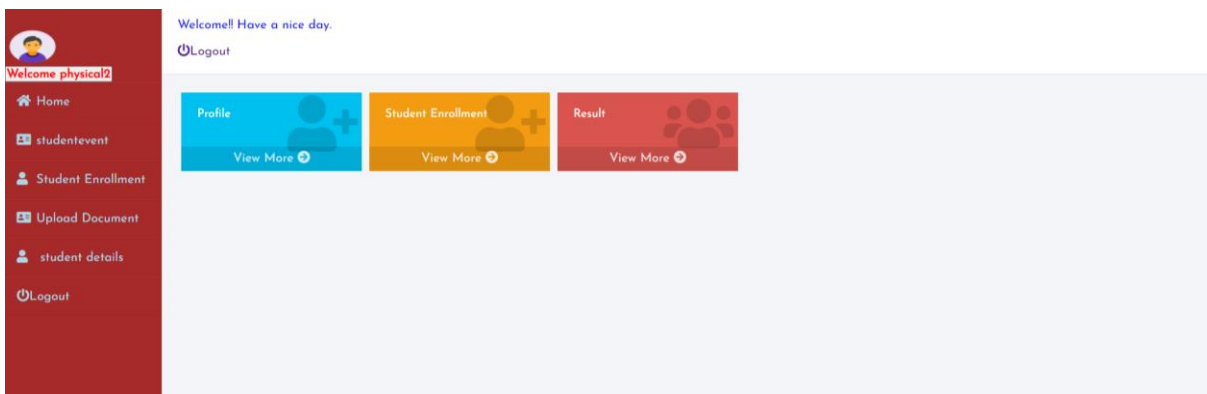 Welcome physical2
Home
studentevent
Student Enrollment
Upload Document
student details
Logout
Welcome!! Have a nice day.
Logout
Profile
View More
Student Enrollment
View More
Result
View More